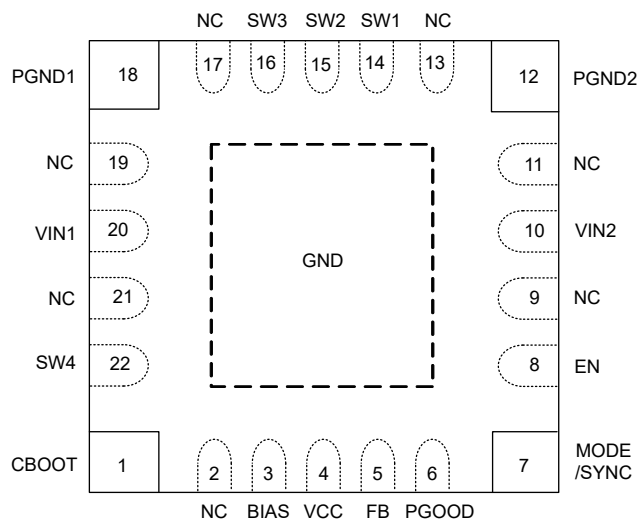 NC SW3 SW2 SW1 NC
PGND1 18 17 16 15 14 13 12 PGND2
NC 19 11 NC
VIN1 20 10 VIN2
GND
NC 21 9 NC
SW4 22 8 EN
CBOOT 1 2 3 4 5 6 7 MODE
/SYNC
NC BIAS VCC FB PGOOD